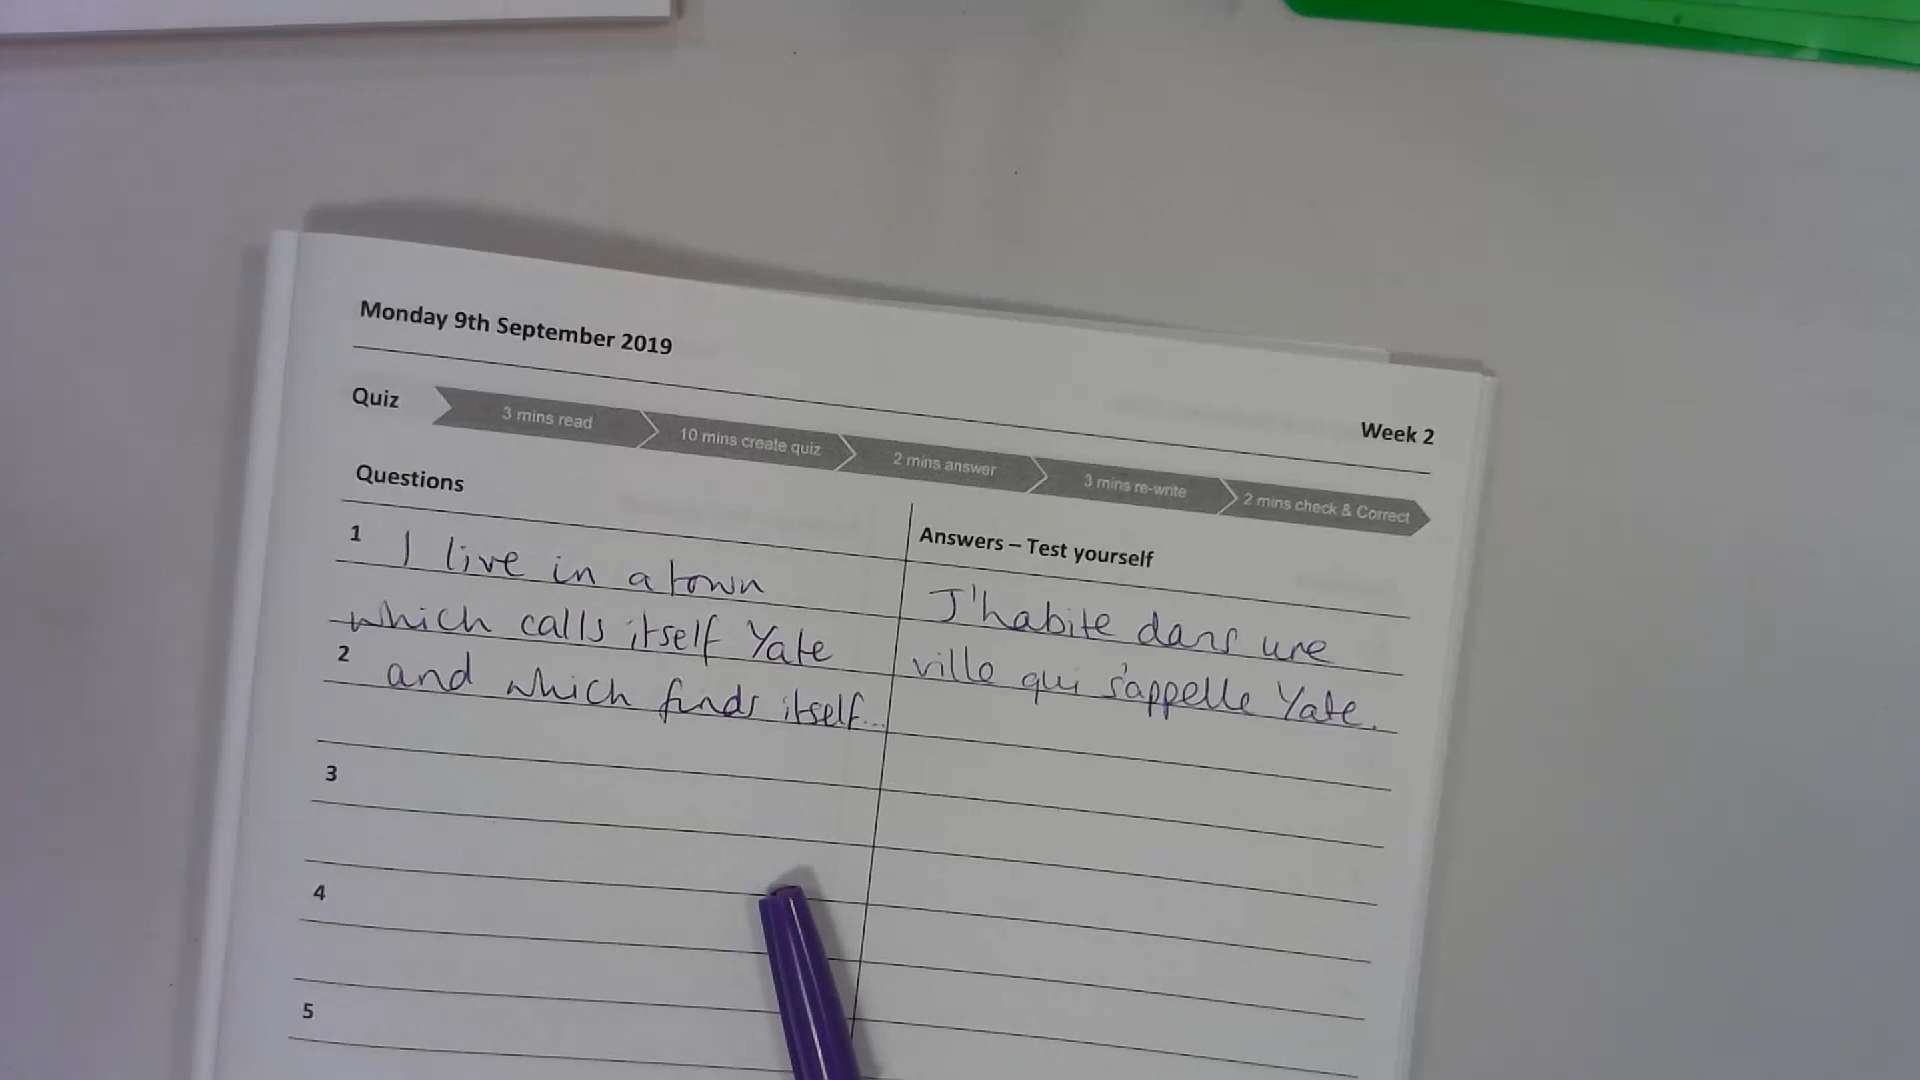 Monday 9th September 2019
Week 2
Quiz
3 mins read
10 mins create quiz
2 mins answer
3 mins re-write
2 mins check & Correct
Questions
Answers – Test yourself
1 I live in a town
which calls itself Yate
2 and which finds itself...
J'habite dans une
ville qui s'appelle Yate.
3
4
5